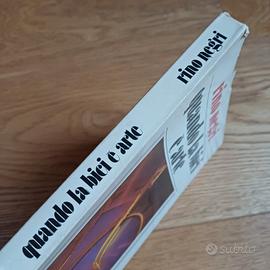 quando la bici è arte
rino negri
rino negri
quando la bici
è arte
subito